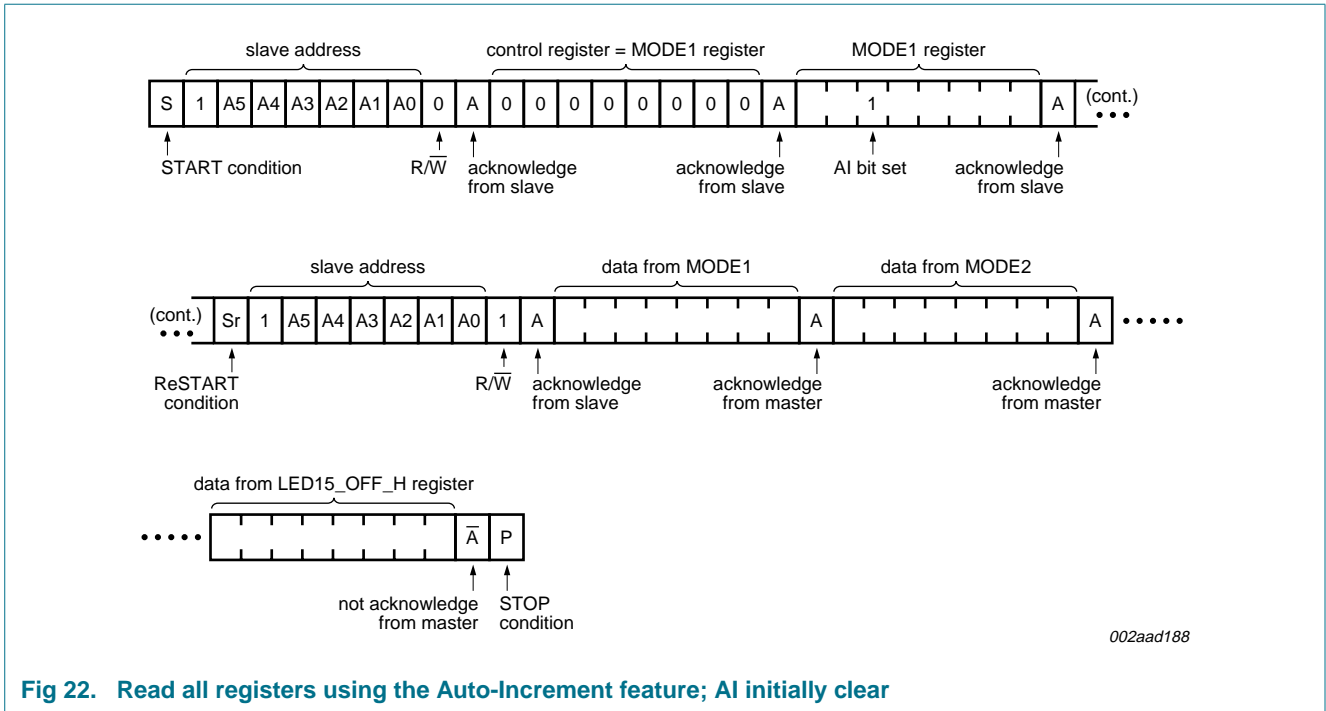 slave address
control register = MODE1 register
MODE1 register
S 1 A5 A4 A3 A2 A1 A0 0 A 0 0 0 0 0 0 0 0 A 1 A (cont.)
START condition
R/W̅
acknowledge
from slave
acknowledge
from slave
AI bit set
acknowledge
from slave
slave address
data from MODE1
data from MODE2
(cont.) Sr 1 A5 A4 A3 A2 A1 A0 1 A A A
ReSTART
condition
R/W̅
acknowledge
from slave
acknowledge
from master
acknowledge
from master
data from LED15_OFF_H register
A̅ P
not acknowledge
from master
STOP
condition
002aad188
Fig 22. Read all registers using the Auto-Increment feature; AI initially clear